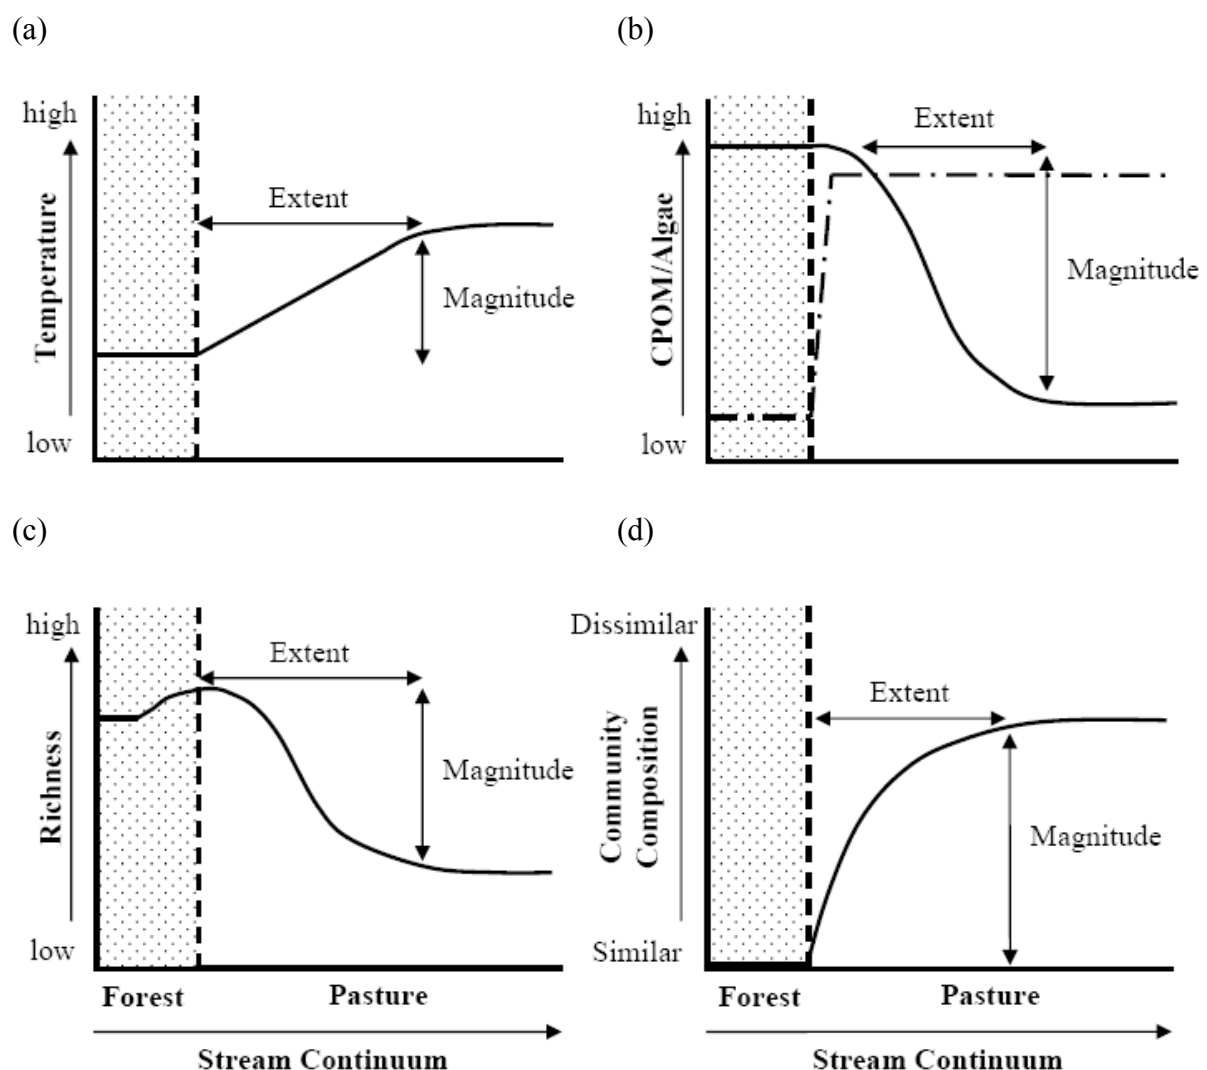 (a)
high
Temperature
low
Extent
Magnitude
(b)
high
CPOM/Algae
low
Extent
Magnitude
(c)
high
Richness
low
Extent
Magnitude
Forest
Pasture
Stream Continuum
(d)
Dissimilar
Community
Composition
Similar
Extent
Magnitude
Forest
Pasture
Stream Continuum